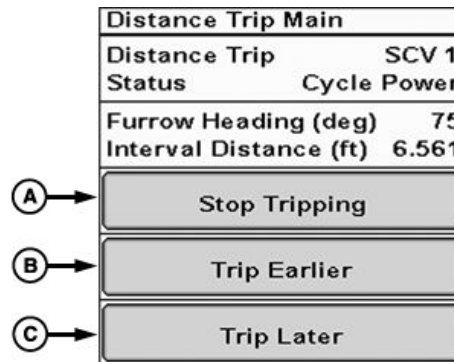 Distance Trip Main
Distance Trip SCV 1
Status Cycle Power
Furrow Heading (deg) 75
Interval Distance (ft) 6.561
A Stop Tripping
B Trip Earlier
C Trip Later